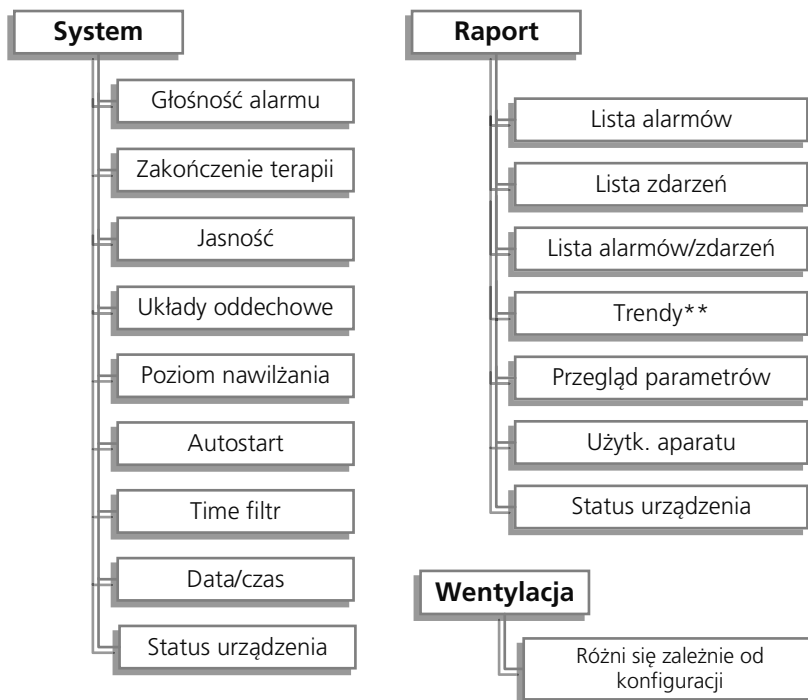 System
Głośność alarmu
Zakończenie terapii
Jasność
Układy oddechowe
Poziom nawilżania
Autostart
Time filtr
Data/czas
Status urządzenia
Raport
Lista alarmów
Lista zdarzeń
Lista alarmów/zdarzeń
Trendy**
Przegląd parametrów
Użytk. aparatu
Status urządzenia
Wentylacja
Różni się zależnie od
konfiguracji